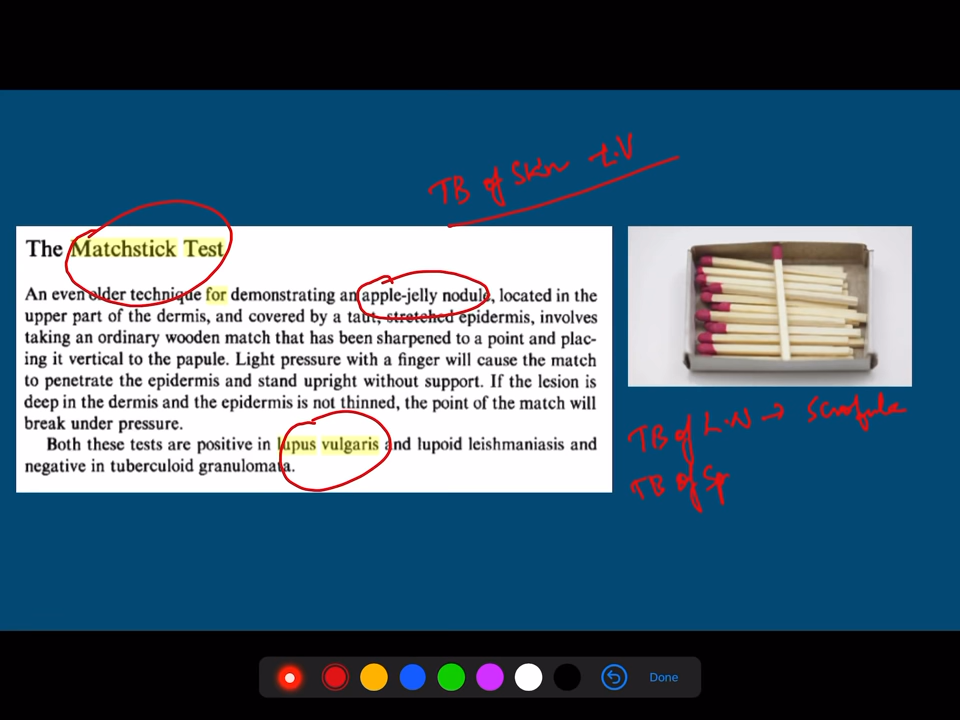 TB of Skin L.V
The Matchstick Test
An even older technique for demonstrating an apple-jelly nodule, located in the
upper part of the dermis, and covered by a taut, stretched epidermis, involves
taking an ordinary wooden match that has been sharpened to a point and plac-
ing it vertical to the papule. Light pressure with a finger will cause the match
to penetrate the epidermis and stand upright without support. If the lesion is
deep in the dermis and the epidermis is not thinned, the point of the match will
break under pressure.
Both these tests are positive in lupus vulgaris and lupoid leishmaniasis and
negative in tuberculoid granulomata.
TB of L.N → Scrofula
TB of Sp
Done